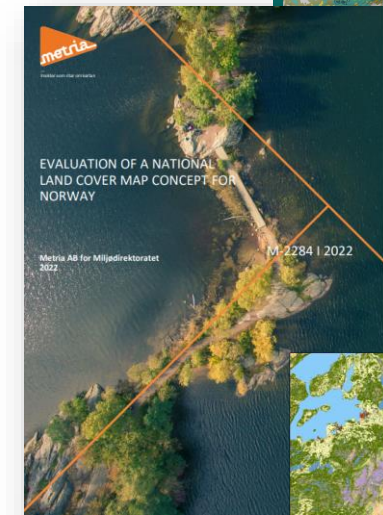 metria
EVALUATION OF A NATIONAL
LAND COVER MAP CONCEPT FOR
NORWAY
M-2284 I 2022
Metria AB for Miljødirektoratet
2022